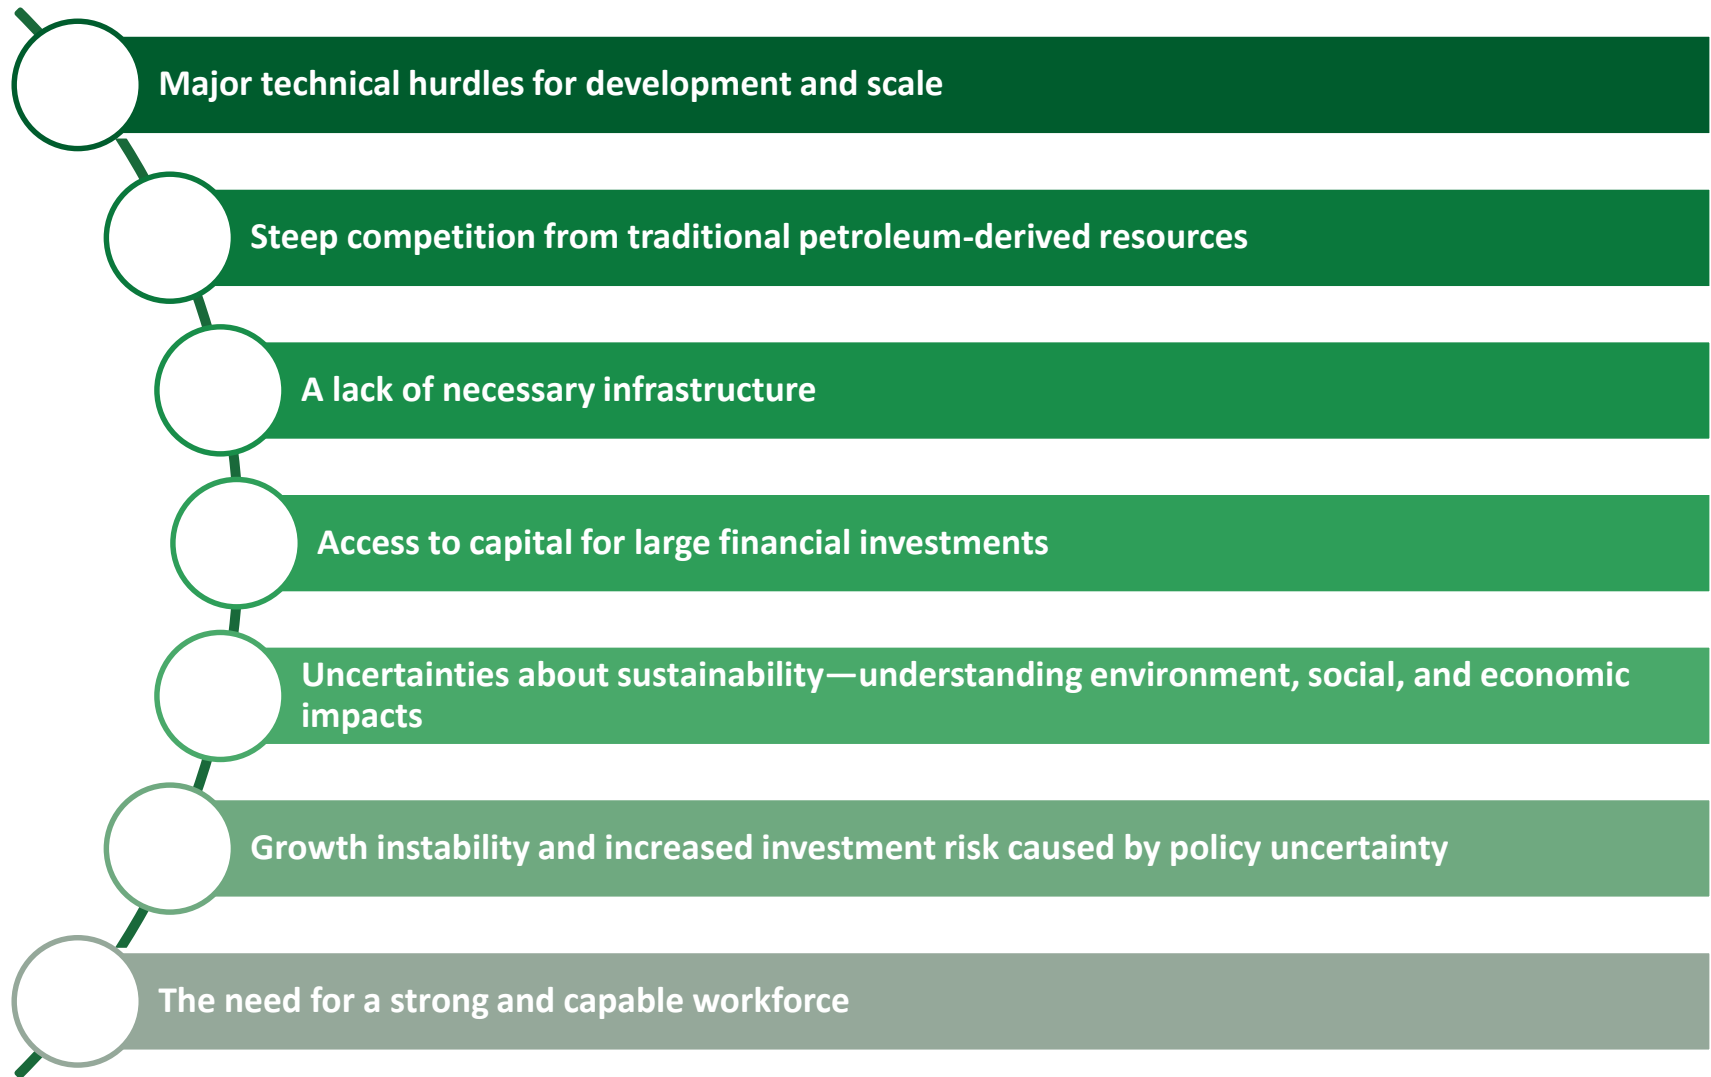 Major technical hurdles for development and scale
Steep competition from traditional petroleum-derived resources
A lack of necessary infrastructure
Access to capital for large financial investments
Uncertainties about sustainability—understanding environment, social, and economic
impacts
Growth instability and increased investment risk caused by policy uncertainty
The need for a strong and capable workforce